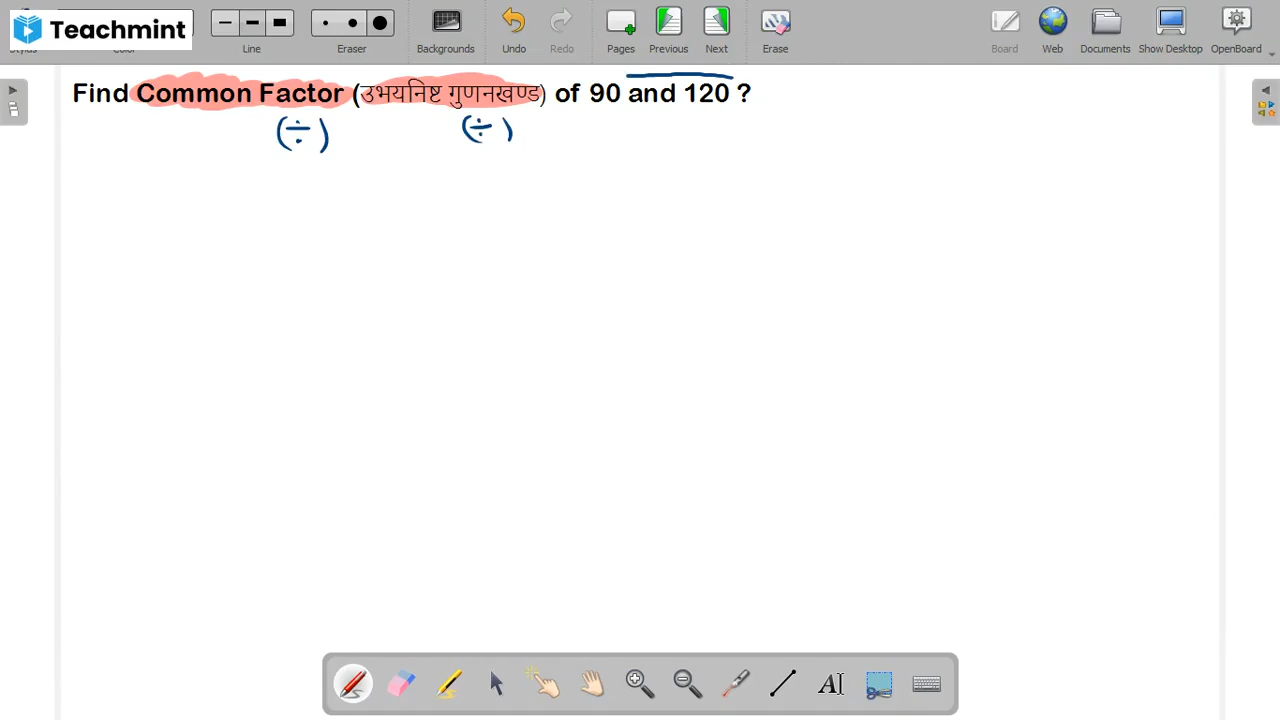 Teachmint
Line
Eraser
Backgrounds
Undo
Redo
Pages
Previous
Next
Erase
Board
Web
Documents
Show Desktop
OpenBoard
Find Common Factor (उभयनिष्ट गुणनखण्ड) of 90 and 120 ?
(÷) (÷)
AI